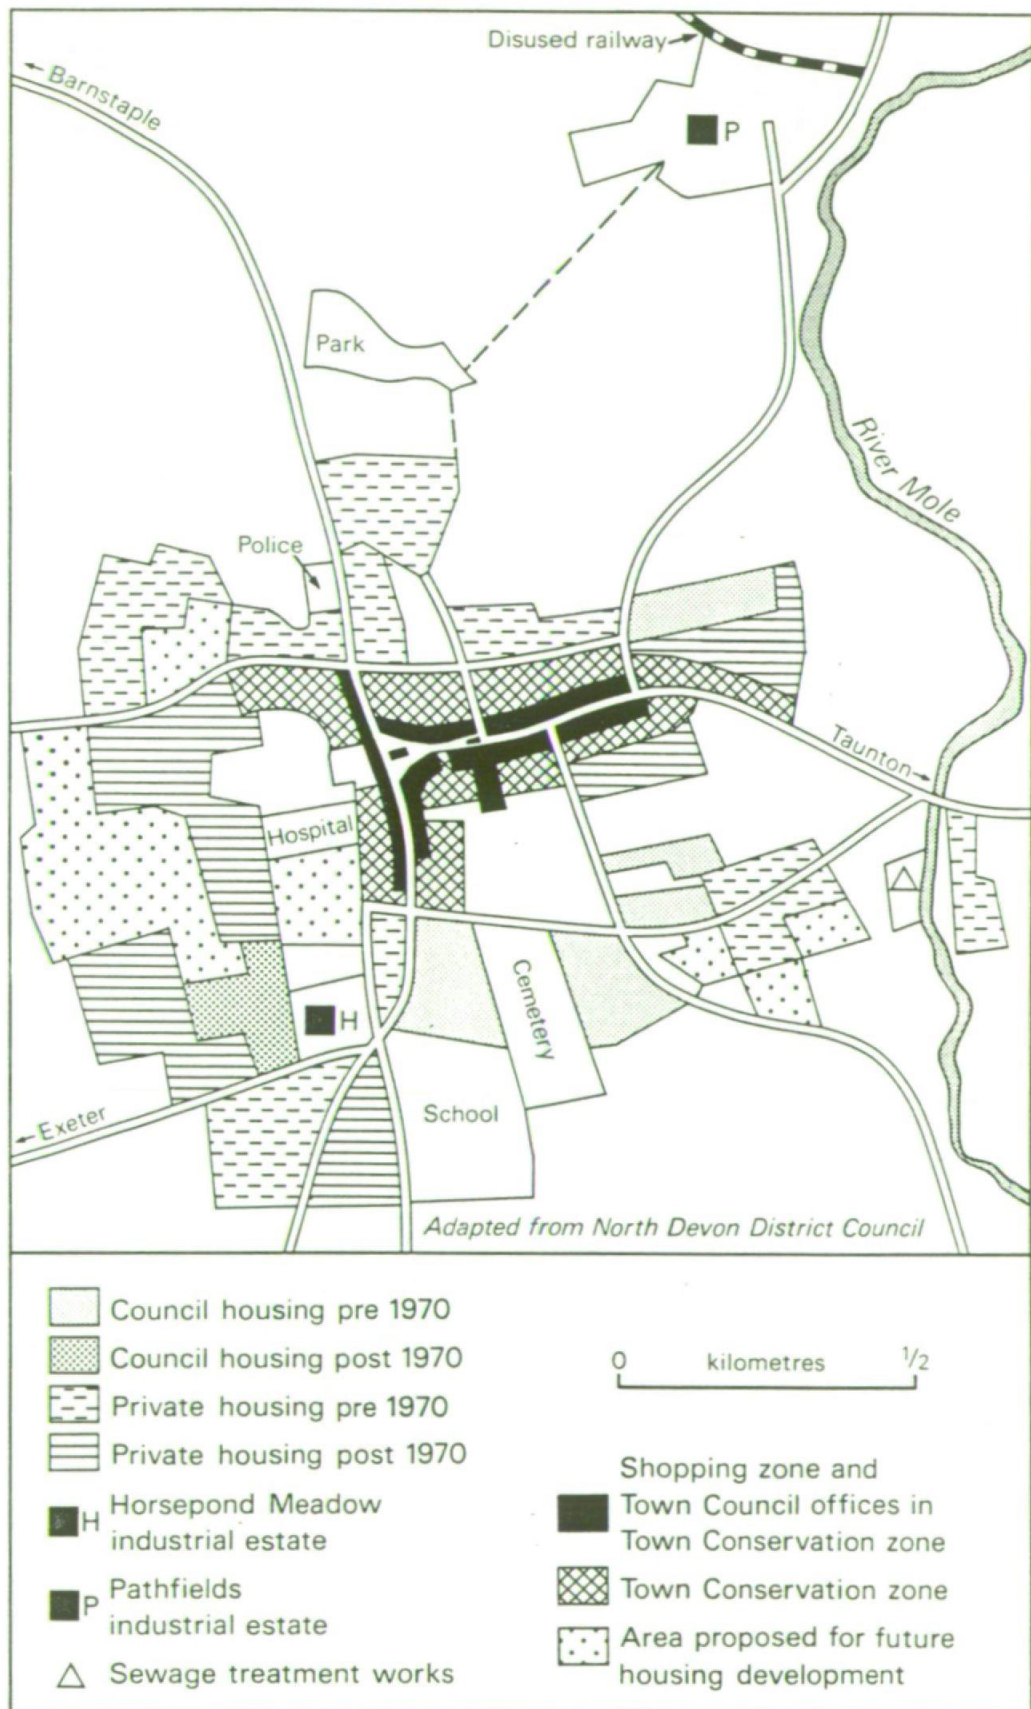 Disused railway
Barnstaple
P
Park
River Mole
Police
Taunton
Hospital
Cemetery
H
School
Exeter
Adapted from North Devon District Council
Council housing pre 1970
Council housing post 1970
Private housing pre 1970
Private housing post 1970
H Horsepond Meadow
industrial estate
P Pathfields
industrial estate
Sewage treatment works
0 kilometres 1/2
Shopping zone and
Town Council offices in
Town Conservation zone
Town Conservation zone
Area proposed for future
housing development